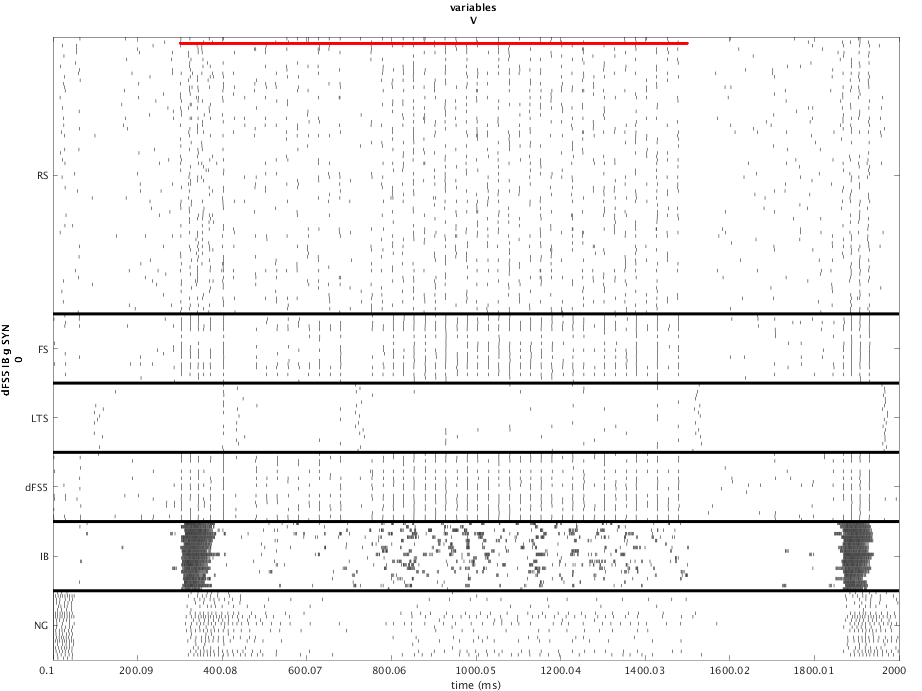 variables
V
RS
FS
LTS
dFS5
IB
NG
dFS5 IB g SYN
0
0.1 200.09 400.08 600.07 800.06 1000.05 1200.04 1400.03 1600.02 1800.01 2000
time (ms)